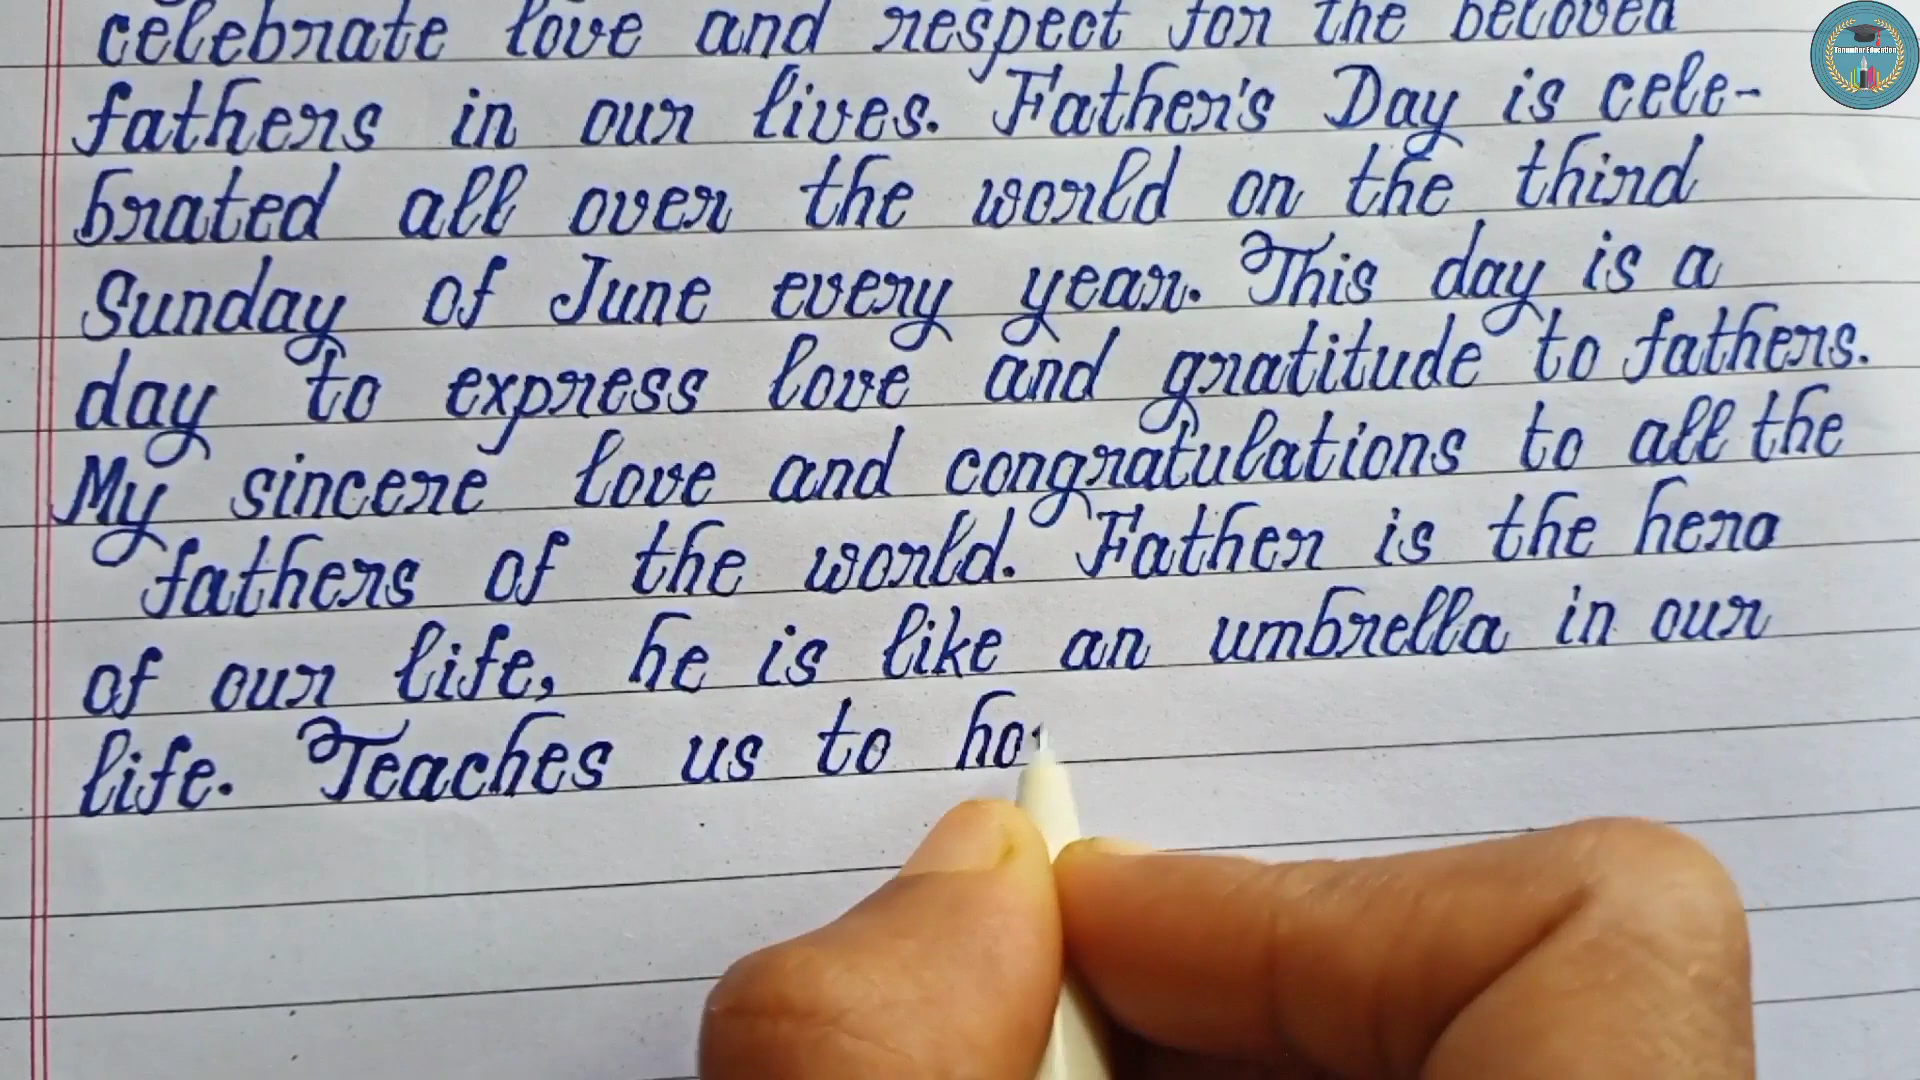 celebrate love and respect for the beloved
fathers in our lives. Father's Day is cele-
brated all over the world on the third
Sunday of June every year. This day is a
day to express love and gratitude to fathers.
My sincere love and congratulations to all the
fathers of the world. Father is the hero
of our life, he is like an umbrella in our
life. Teaches us to ho
Tanumbar Education